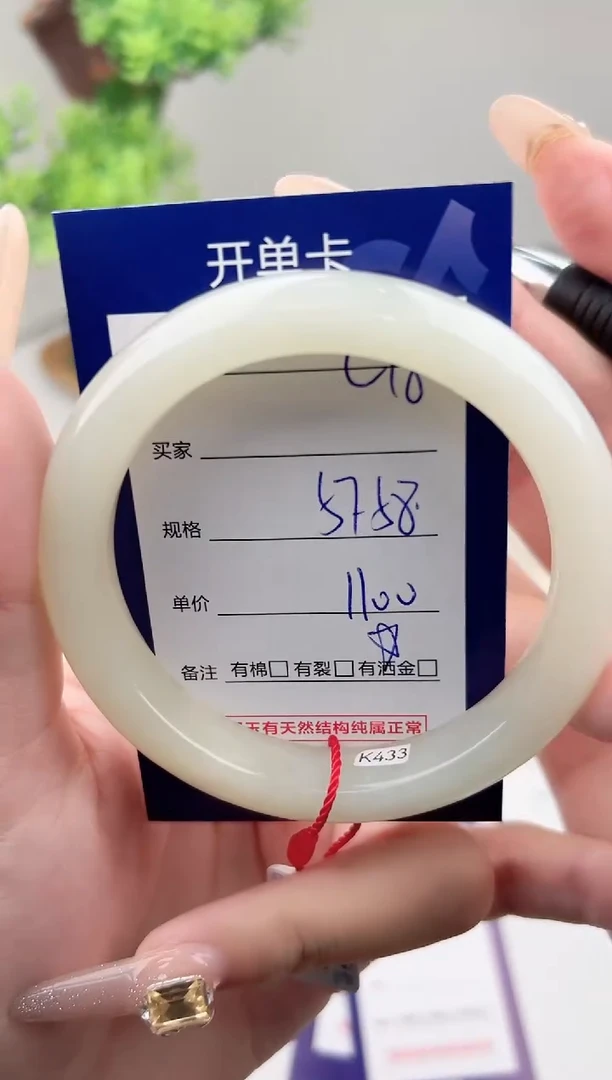 开单卡
买家
规格 5758
单价 1100
备注 有棉□ 有裂□ 有洒金□
玉有天然结构纯属正常
K433